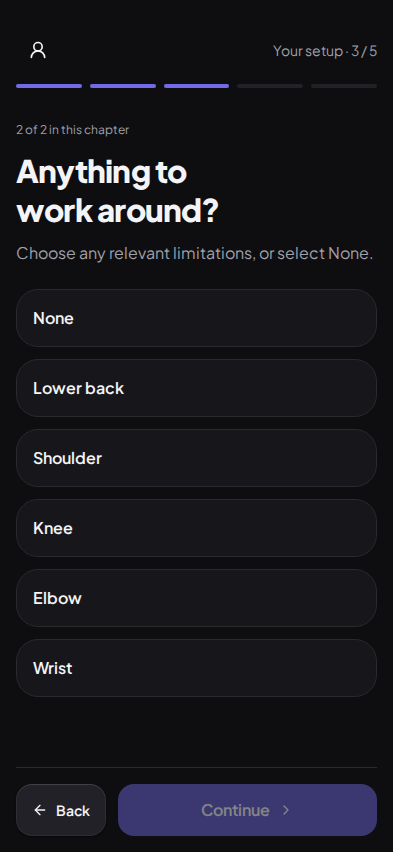 Your setup · 3 / 5
2 of 2 in this chapter
Anything to
work around?
Choose any relevant limitations, or select None.
None
Lower back
Shoulder
Knee
Elbow
Wrist
Back
Continue